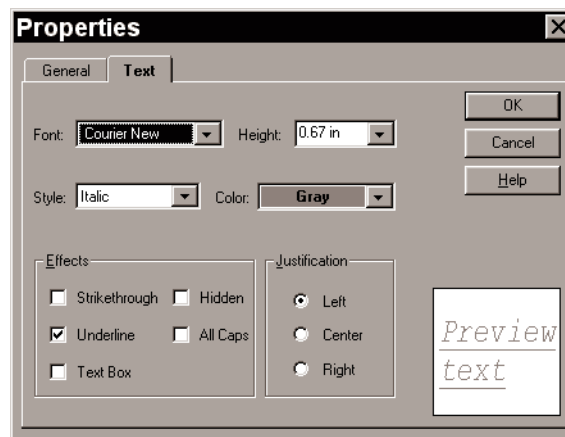 Properties
General Text
Font: Courier New Height: 0.67 in OK
Cancel
Style: Italic Color: Gray Help
Effects Justification
Strikethrough Hidden Left
Underline All Caps Center
Text Box Right
Preview
text